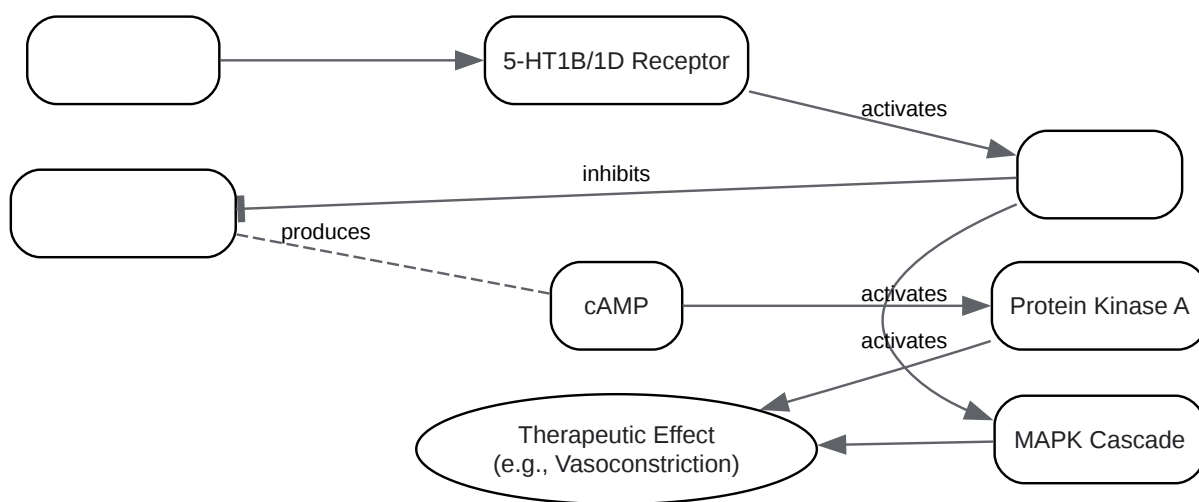 5-HT1B/1D Receptor
activates
inhibits
produces
cAMP
activates
Protein Kinase A
activates
Therapeutic Effect
(e.g., Vasoconstriction)
MAPK Cascade